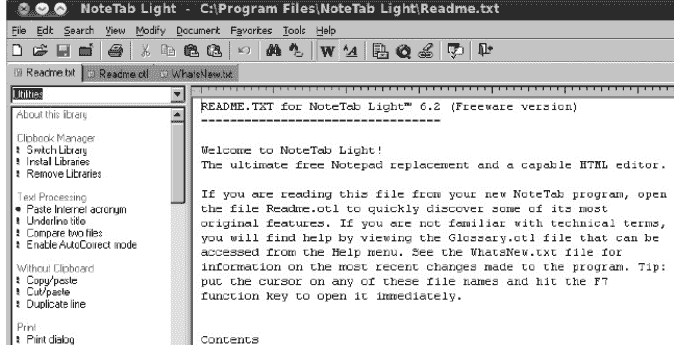 NoteTab Light - C:\Program Files\NoteTab Light\Readme.txt
File Edit Search View Modify Document Favorites Tools Help
Readme.txt Readme.otl WhatsNew.txt
Utilities
About this library
Clipbook Manager
Switch Library
Install Libraries
Remove Libraries
Text Processing
Paste Internet acronym
Underline title
Compare two files
Enable AutoCorrect mode
Without Clipboard
Copy/paste
Cut/paste
Duplicate line
Print
Print dialog
README.TXT for NoteTab Light™ 6.2 (Freeware version)
----------------------------------
Welcome to NoteTab Light!
The ultimate free Notepad replacement and a capable HTML editor.
If you are reading this file from your new NoteTab program, open
the file Readme.otl to quickly discover some of its most
original features. If you are not familiar with technical terms,
you will find help by viewing the Glossary.otl file that can be
accessed from the Help menu. See the WhatsNew.txt file for
information on the most recent changes made to the program. Tip:
put the cursor on any of these file names and hit the F7
function key to open it immediately.
Contents